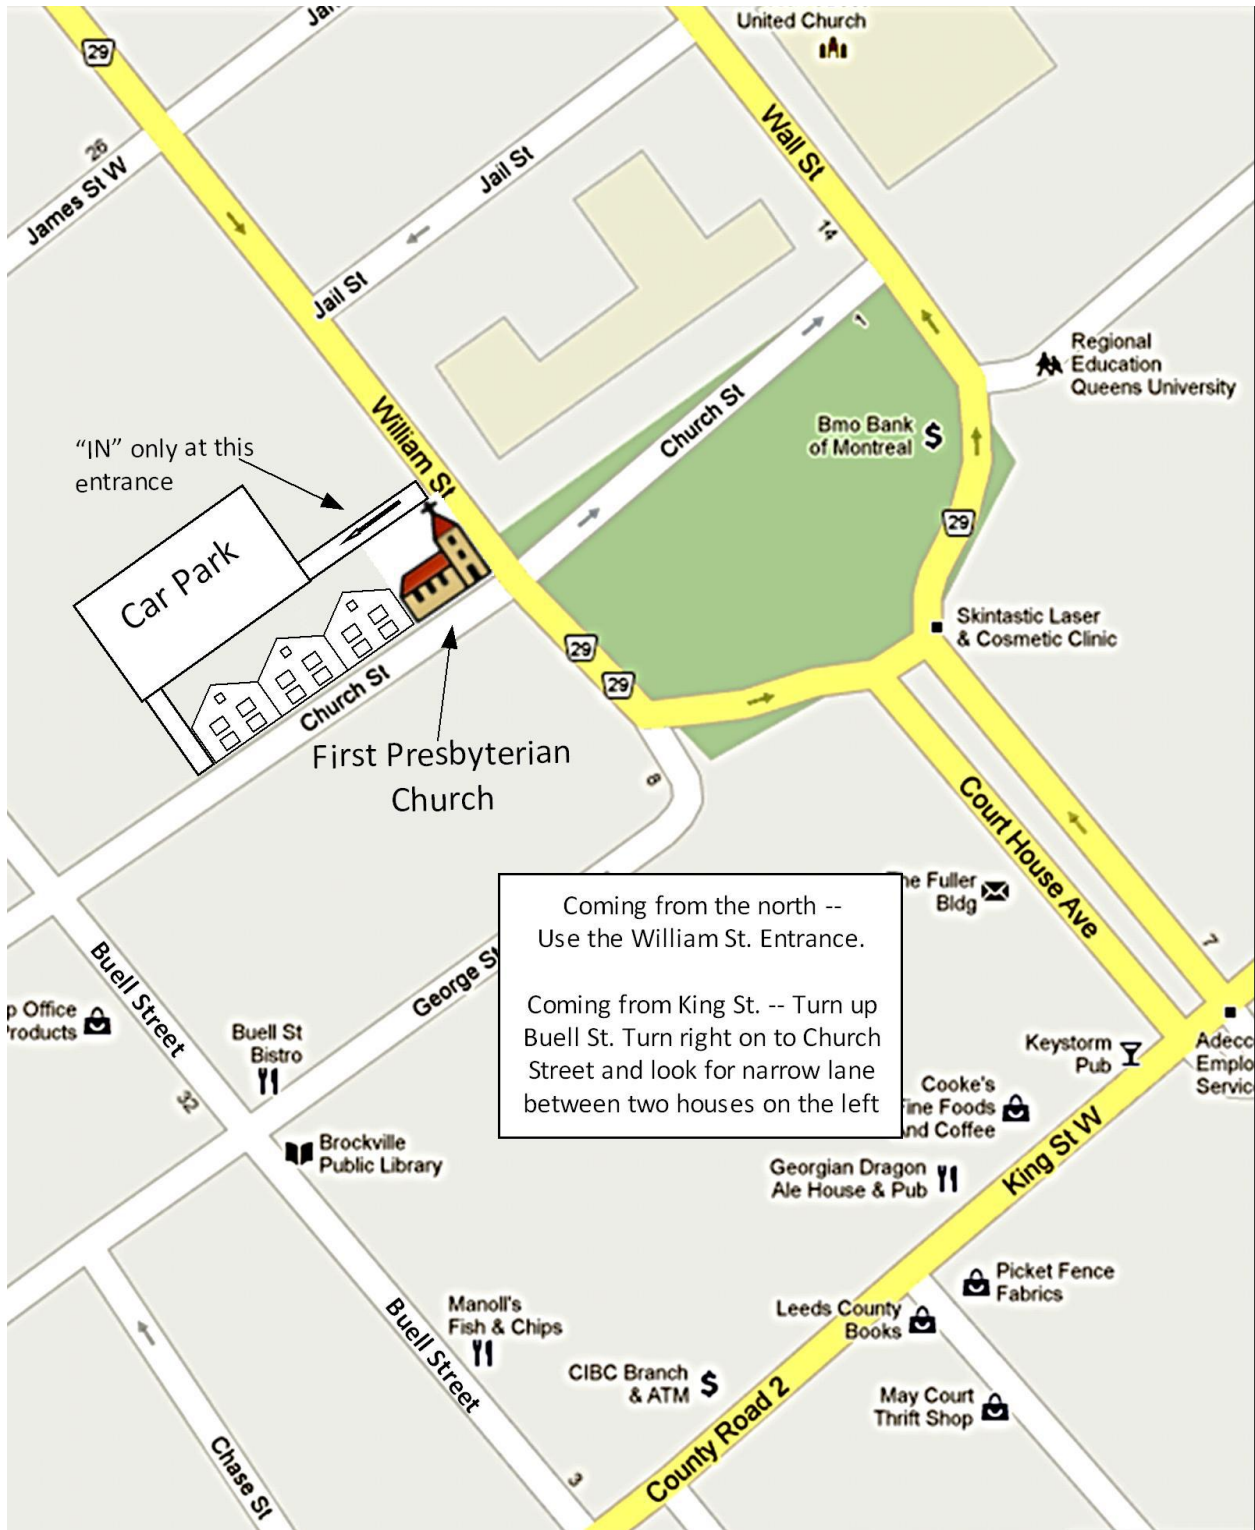 United Church
29
Jan
26
James St W
Wall St
Jail St
14
Jail St
1
Regional
Education
Queens University
William St
Church St
Bmo Bank
of Montreal
"IN" only at this
entrance
29
Car Park
Skintastic Laser
& Cosmetic Clinic
29
29
Church St
First Presbyterian
Church
8
Court House Ave
Fuller
Bldg
7
Coming from the north --
Use the William St. Entrance.
Coming from King St. -- Turn up
Buell St. Turn right on to Church
Street and look for narrow lane
between two houses on the left
Buell Street
George St
p Office
Products
Buell St
Bistro
32
Keystorm
Pub
Adecc
Emplo
Servic
Cooke's
Fine Foods
And Coffee
Brockville
Public Library
King St W
Georgian Dragon
Ale House & Pub
Picket Fence
Fabrics
Leeds County
Books
Manoll's
Fish & Chips
Buell Street
CIBC Branch
& ATM
May Court
Thrift Shop
County Road 2
Chase St
3